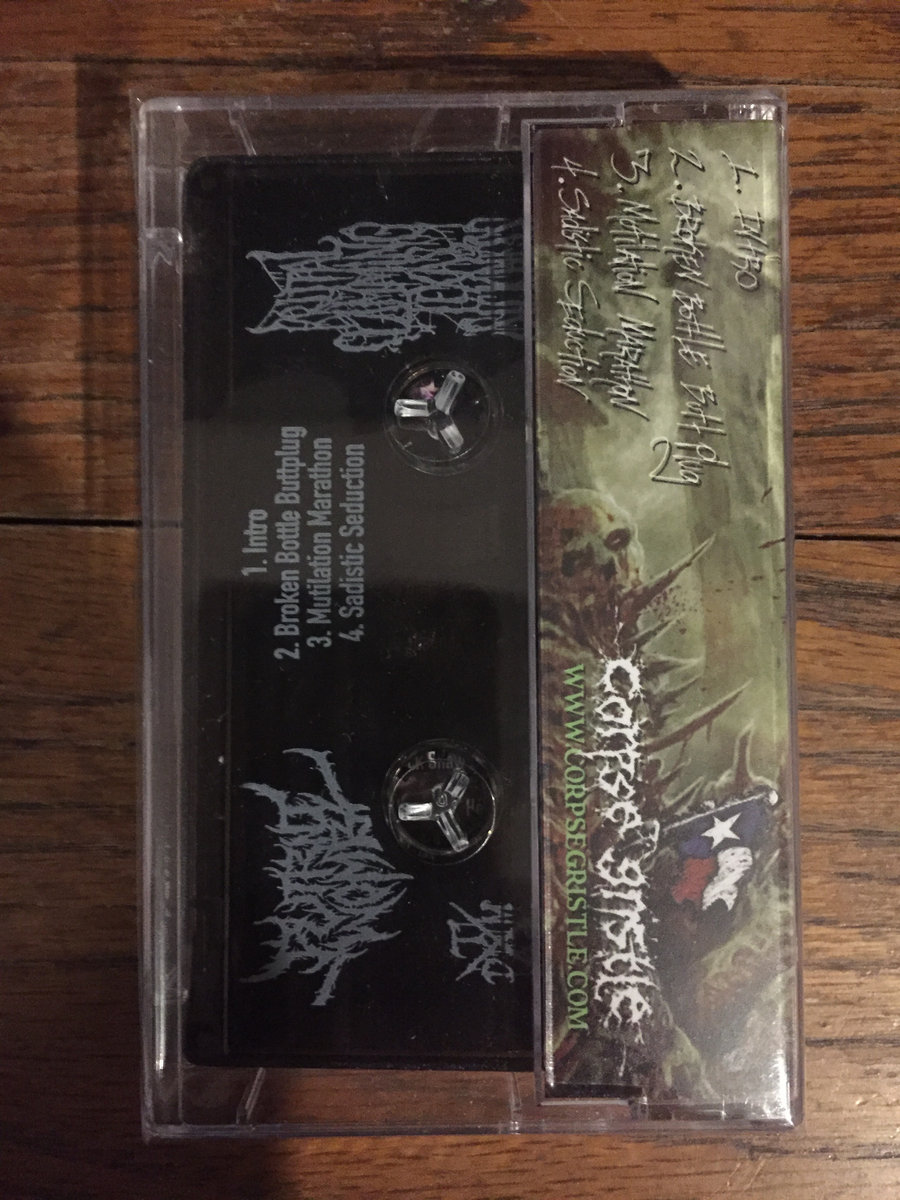 1. INTRO
2. BROKEN BOTTLE BUTT Plug
3. MUTILATION MARATHON
4. SADISTIC SEDUCTION
corpse gristle
WWW.CORPSEGRISTLE.COM
1. Intro
2. Broken Bottle Buttplug
3. Mutilation Marathon
4. Sadistic Seduction